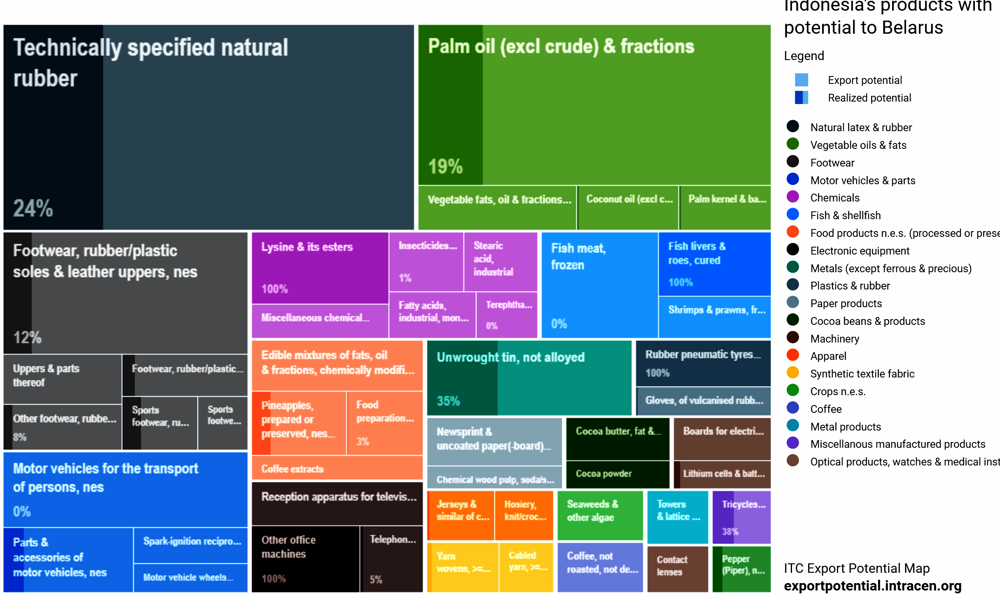 Technically specified natural
rubber
24%
Palm oil (excl crude) & fractions
19%
Vegetable fats, oil & fractions...
Coconut oil (excl c...
Palm kernel & ba...
Footwear, rubber/plastic
soles & leather uppers, nes
12%
Uppers & parts
thereof
Footwear, rubber/plastic...
Other footwear, rubbe...
8%
Sports
footwear, ru...
Sports
footwe...
Motor vehicles for the transport
of persons, nes
0%
Parts &
accessories of
motor vehicles, nes
Spark-ignition recipro...
Motor vehicle wheels...
Lysine & its esters
100%
Miscellaneous chemical...
Insecticides...
1%
Stearic
acid,
industrial
Fatty acids,
industrial, mon...
Terephtha...
0%
Fish meat,
frozen
0%
Fish livers &
roes, cured
100%
Shrimps & prawns, fr...
Edible mixtures of fats, oil
& fractions, chemically modifi...
Pineapples,
prepared or
preserved, nes...
Food
preparation...
3%
Coffee extracts
Reception apparatus for televis...
Other office
machines
100%
Telephon...
5%
Unwrought tin, not alloyed
35%
Rubber pneumatic tyres...
100%
Gloves, of vulcanised rubb...
Newsprint &
uncoated paper(-board)...
Chemical wood pulp, soda/s...
Cocoa butter, fat &...
Cocoa powder
Boards for electri...
Lithium cells & batt...
Jerseys &
similar of c...
Hosiery,
knit/croc...
Yarn
wovens, >=...
Cabled
yarn, >=...
Seaweeds &
other algae
Coffee, not
roasted, not de...
Towers
& lattice ...
Contact
lenses
Tricycles...
38%
Pepper
(Piper), n...
Indonesia's products with
potential to Belarus
Legend
Export potential
Realized potential
Natural latex & rubber
Vegetable oils & fats
Footwear
Motor vehicles & parts
Chemicals
Fish & shellfish
Food products n.e.s. (processed or prese
Electronic equipment
Metals (except ferrous & precious)
Plastics & rubber
Paper products
Cocoa beans & products
Machinery
Apparel
Synthetic textile fabric
Crops n.e.s.
Coffee
Metal products
Miscellanous manufactured products
Optical products, watches & medical inst
ITC Export Potential Map
exportpotential.intracen.org